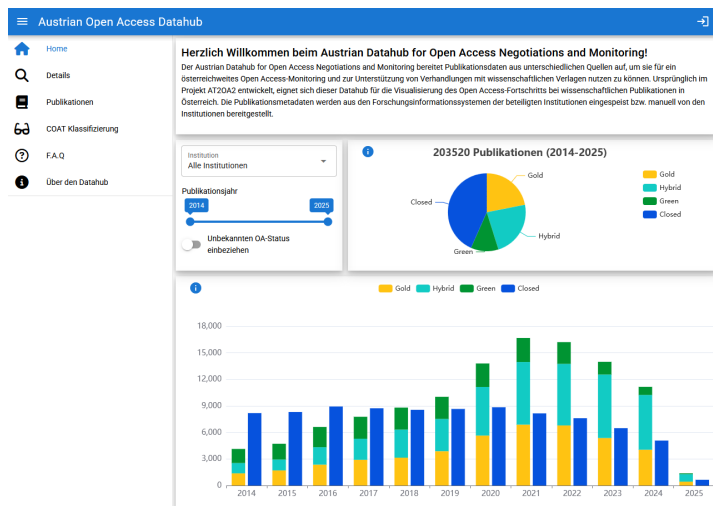 Austrian Open Access Datahub
Home
Details
Publikationen
COAT Klassifizierung
F.A.Q
Über den Datahub
Herzlich Willkommen beim Austrian Datahub for Open Access Negotiations and Monitoring!
Der Austrian Datahub for Open Access Negotiations and Monitoring bereitet Publikationsdaten aus unterschiedlichen Quellen auf, um sie für ein
österreichweites Open Access-Monitoring und zur Unterstützung von Verhandlungen mit wissenschaftlichen Verlagen nutzen zu können. Ursprünglich im
Projekt AT2OA2 entwickelt, eignet sich dieser Datahub für die Visualisierung des Open Access-Fortschritts bei wissenschaftlichen Publikationen in
Österreich. Die Publikationsmetadaten werden aus den Forschungsinformationssystemen der beteiligten Institutionen eingespeist bzw. manuell von den
Institutionen bereitgestellt.
Institution
Alle Institutionen
Publikationsjahr
2014 2025
Unbekannten OA-Status
einbeziehen
203520 Publikationen (2014-2025)
Gold
Closed
Hybrid
Green
Gold
Hybrid
Green
Closed
Gold Hybrid Green Closed
18,000
15,000
12,000
9,000
6,000
3,000
0
2014 2015 2016 2017 2018 2019 2020 2021 2022 2023 2024 2025